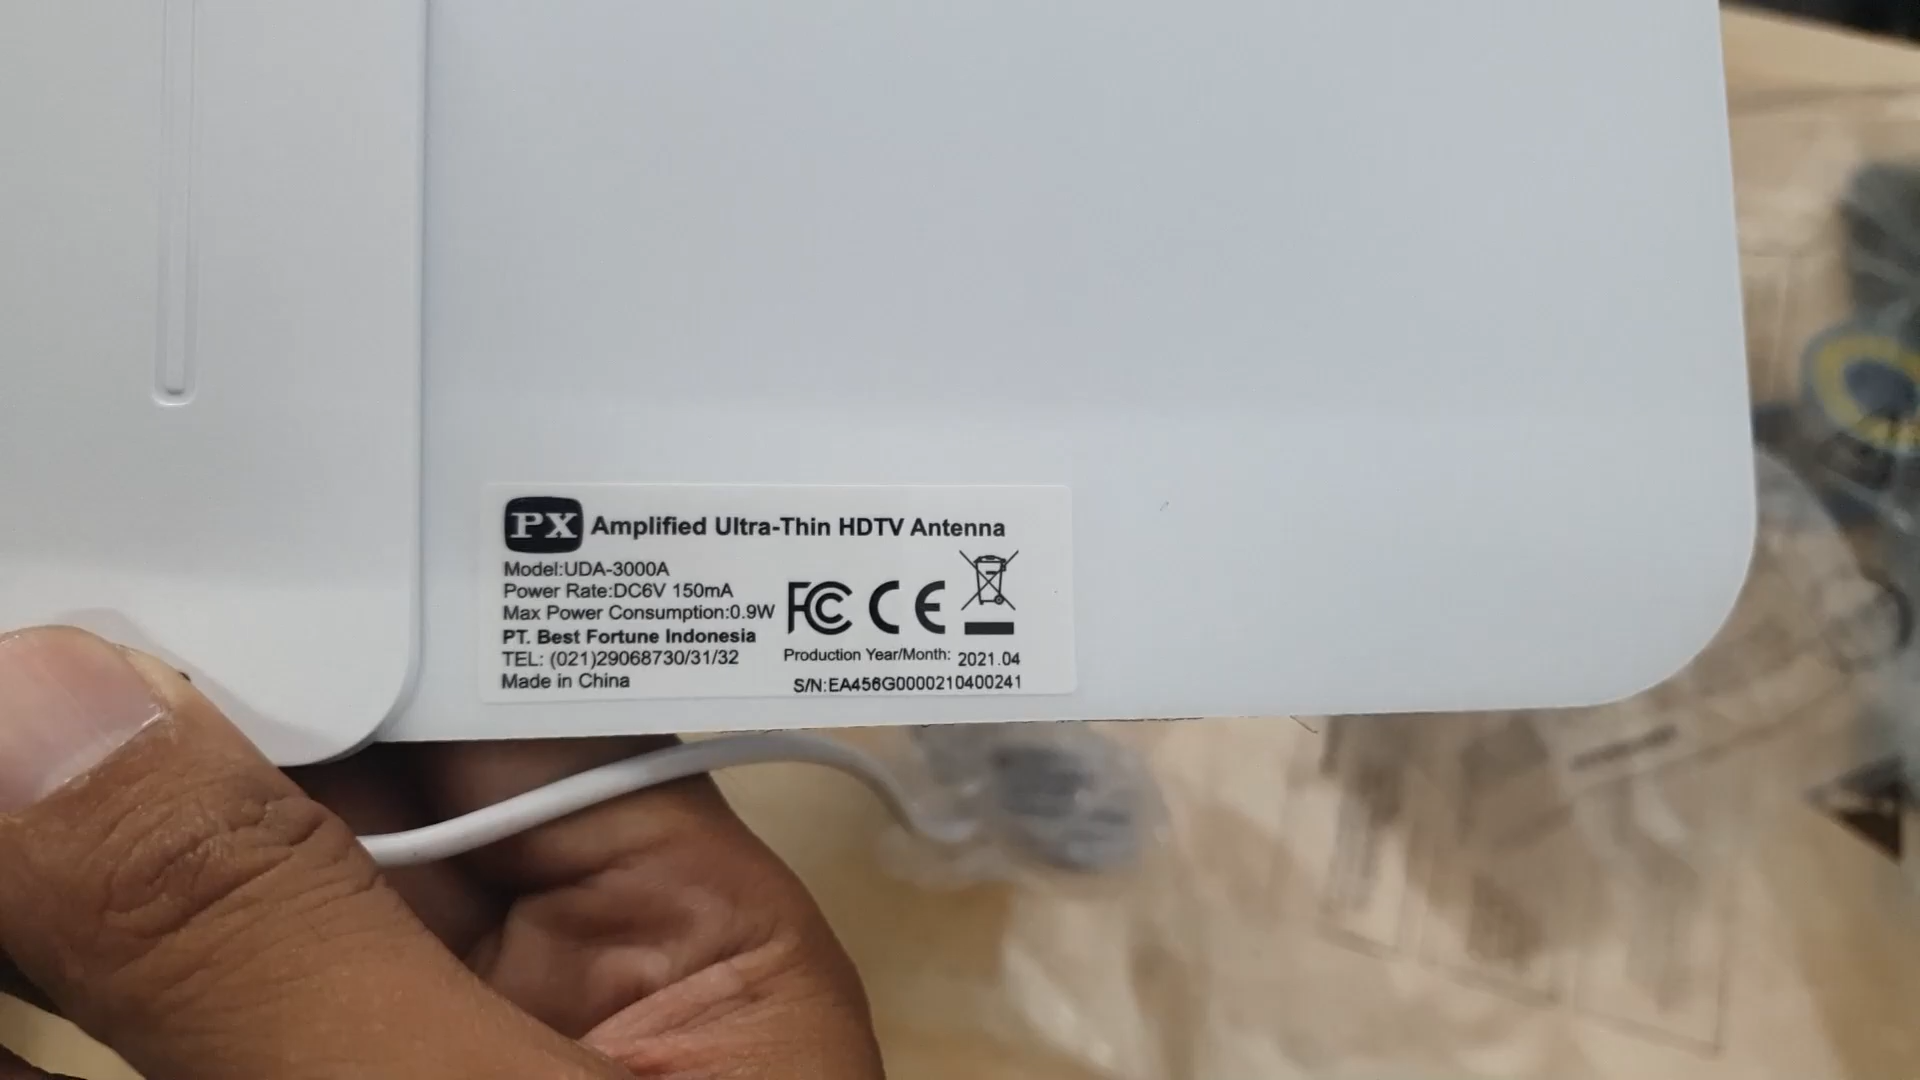 PX Amplified Ultra-Thin HDTV Antenna
Model:UDA-3000A
Power Rate:DC6V 150mA
Max Power Consumption:0.9W
FC CE
PT. Best Fortune Indonesia
TEL: (021)29068730/31/32
Production Year/Month: 2021.04
Made in China
S/N:EA456G0000210400241